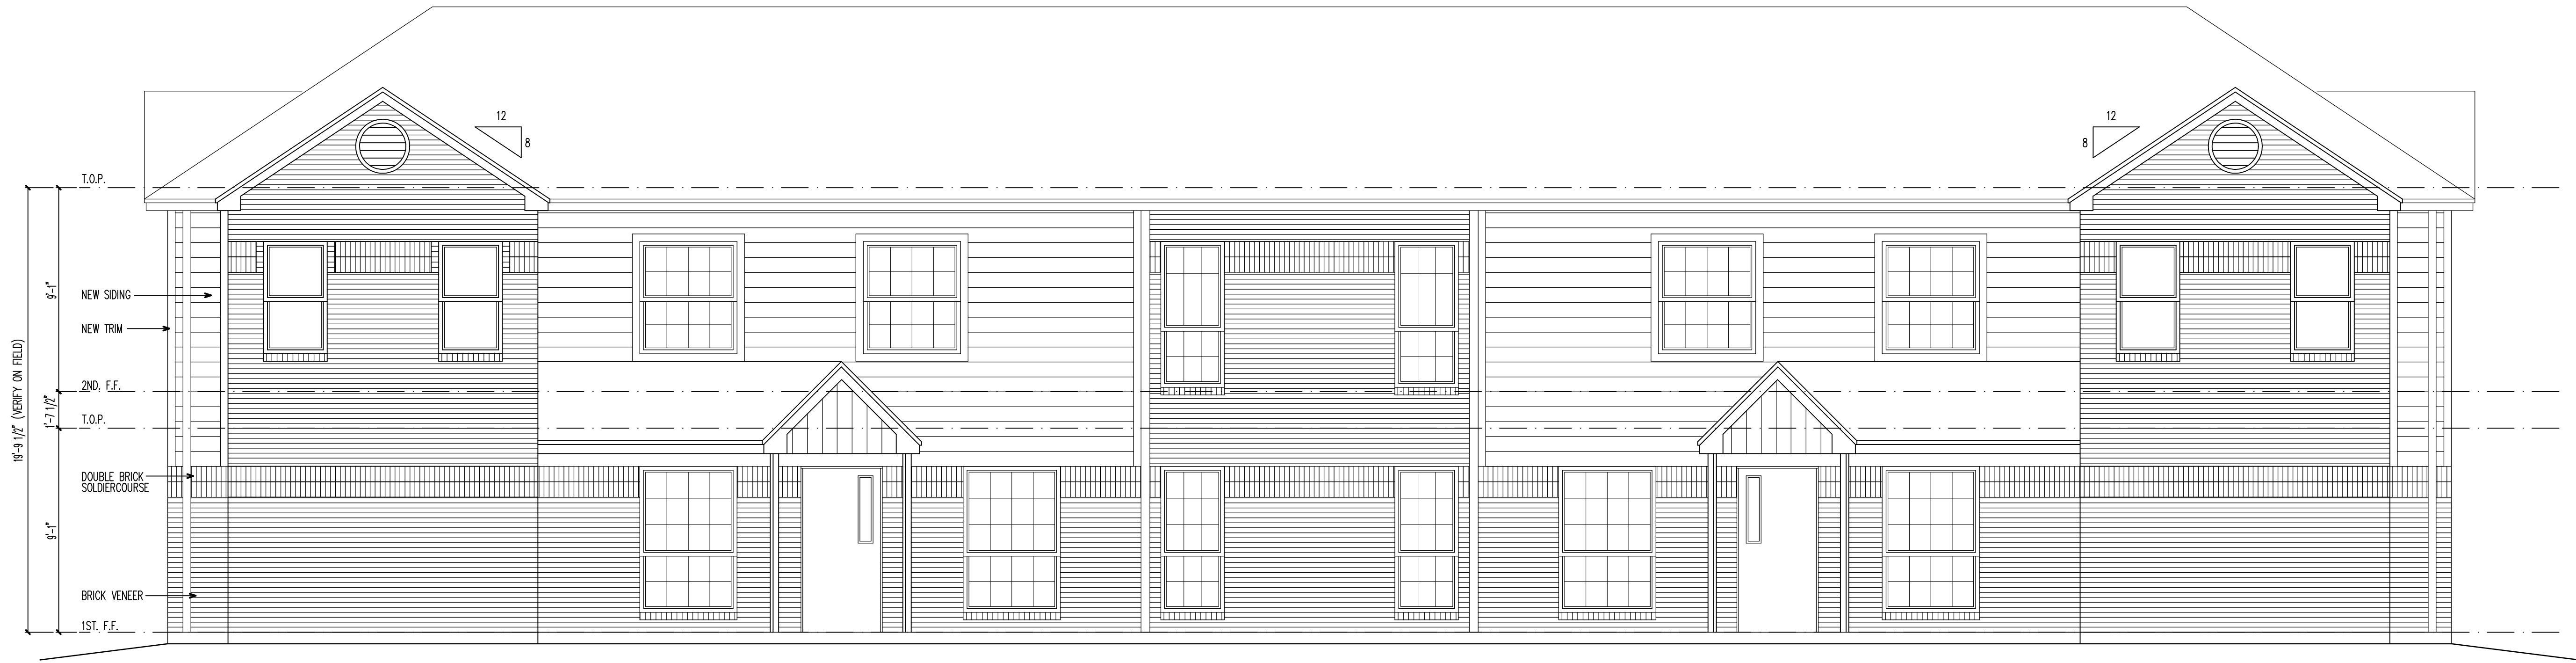 12
8
12
8
T.O.P.
9'-1"
NEW SIDING
NEW TRIM
19'-9 1/2" (VERIFY ON FIELD)
2ND. F.F.
1'-7 1/2"
T.O.P.
DOUBLE BRICK
SOLDIERCOURSE
9'-1"
BRICK VENEER
1ST. F.F.